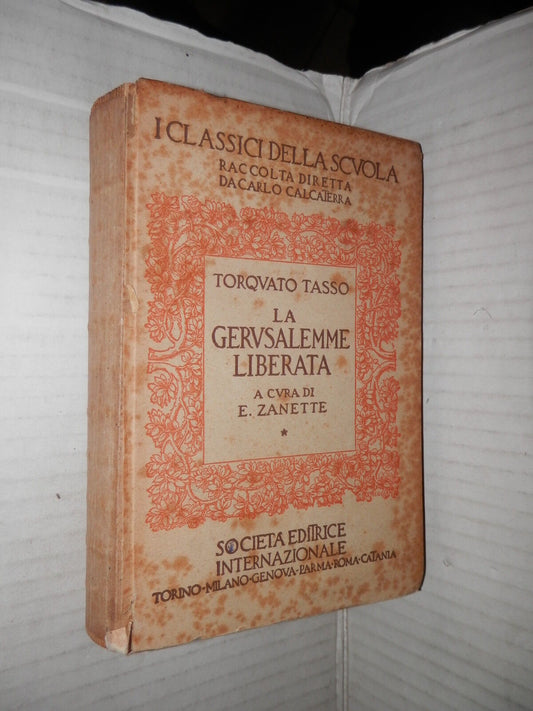 I CLASSICI DELLA SCVOLA
RACCOLTA DIRETTA
DA CARLO CALCATERRA
TORQVATO TASSO
LA
GERVSALEMME
LIBERATA
A CVRA DI
E. ZANETTE
*
SOCIETÀ EDITRICE
INTERNAZIONALE
TORINO-MILANO-GENOVA-PARMA-ROMA-CATANIA